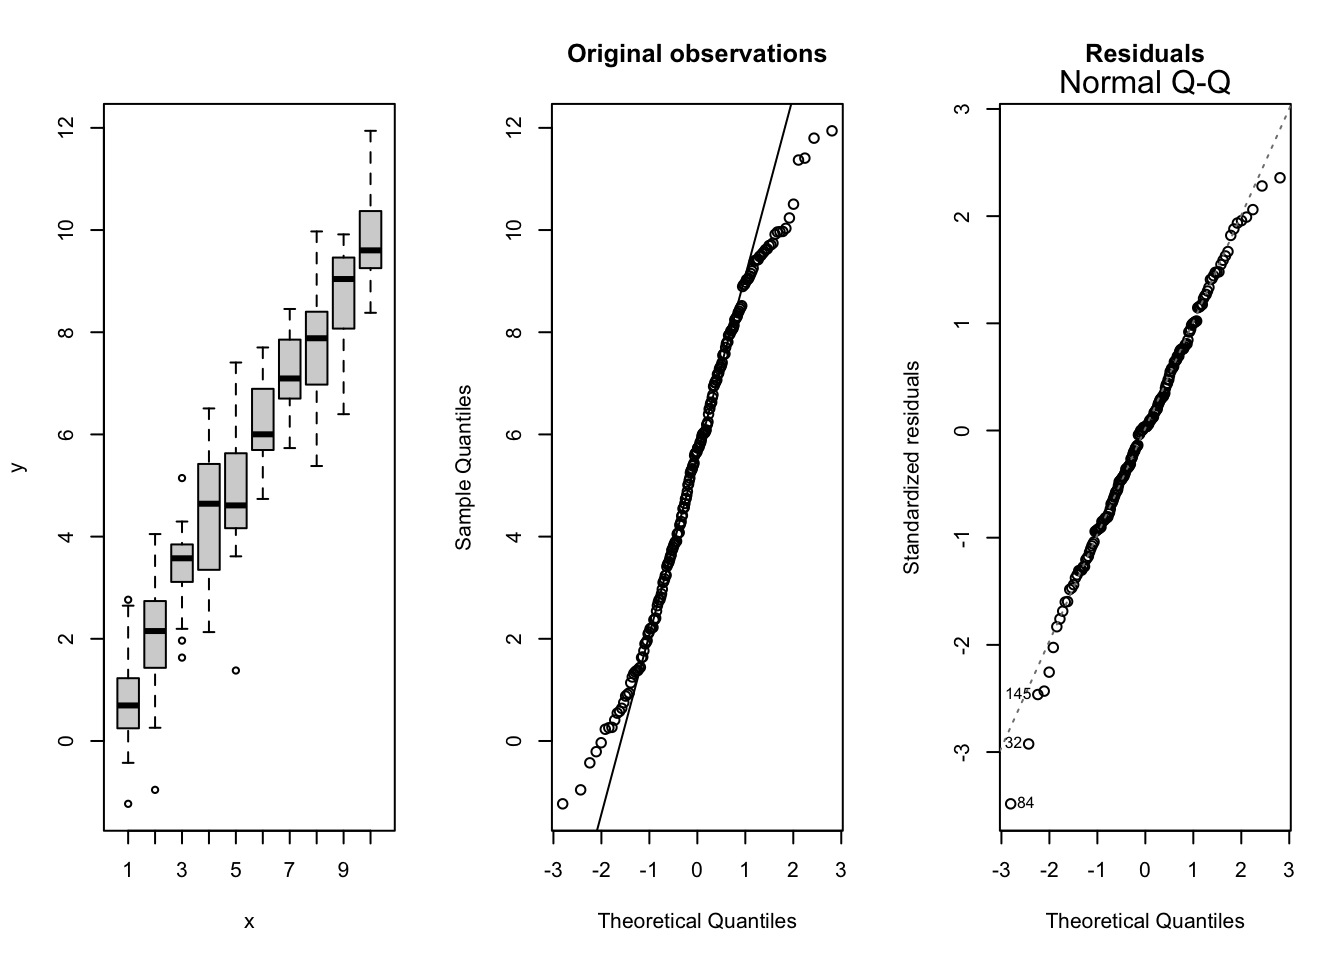 y
12
10
8
6
4
2
0
1 3 5 7 9
x
Original observations
Sample Quantiles
12
10
8
6
4
2
0
-3 -2 -1 0 1 2 3
Theoretical Quantiles
Residuals
Normal Q-Q
Standardized residuals
3
2
1
0
-1
-2
-3
145
32
84
-3 -2 -1 0 1 2 3
Theoretical Quantiles